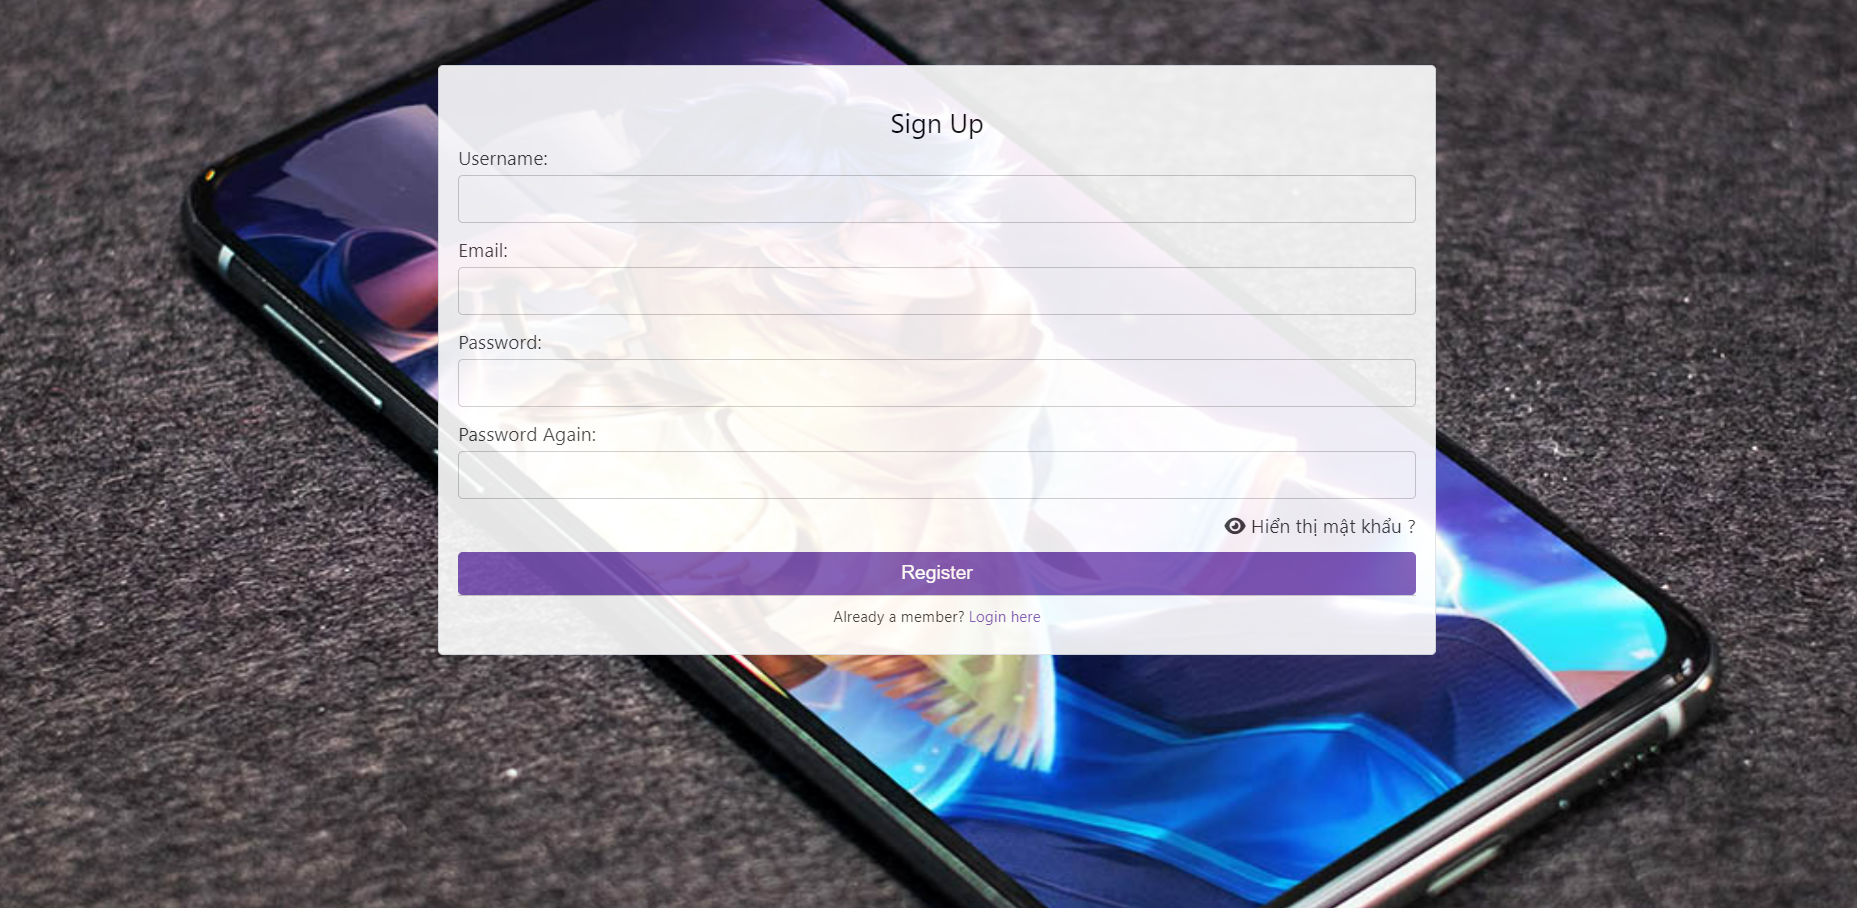 Sign Up
Username:
Email:
Password:
Password Again:
Hiển thị mật khẩu ?
Register
Already a member? Login here